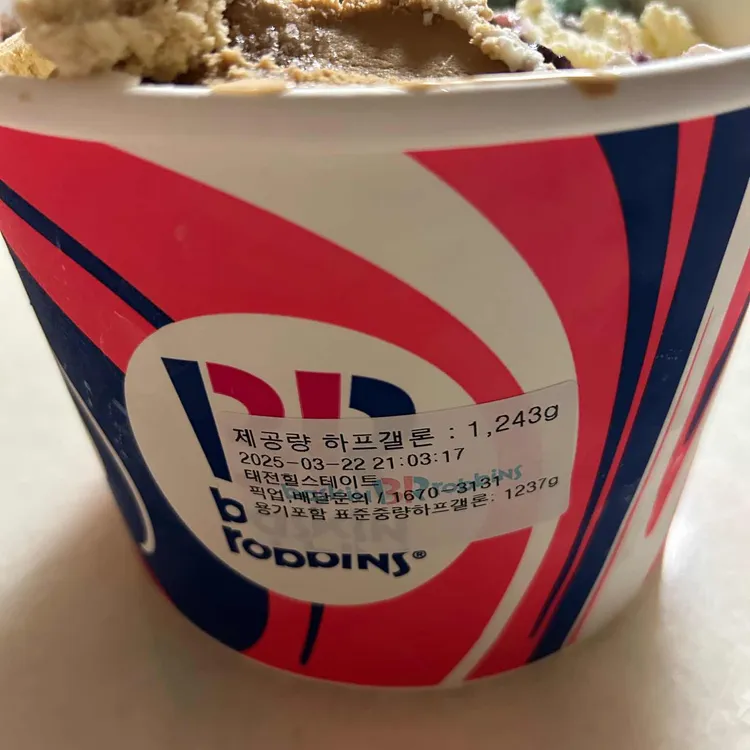 제공량 하프갤론 : 1,243g
2025-03-22 21:03:17
태전힐스테이트
baskin BR robbins
픽업,배달문의 / 1670-3131
용기포함 표준중량하프갤론: 1237g
robbins®